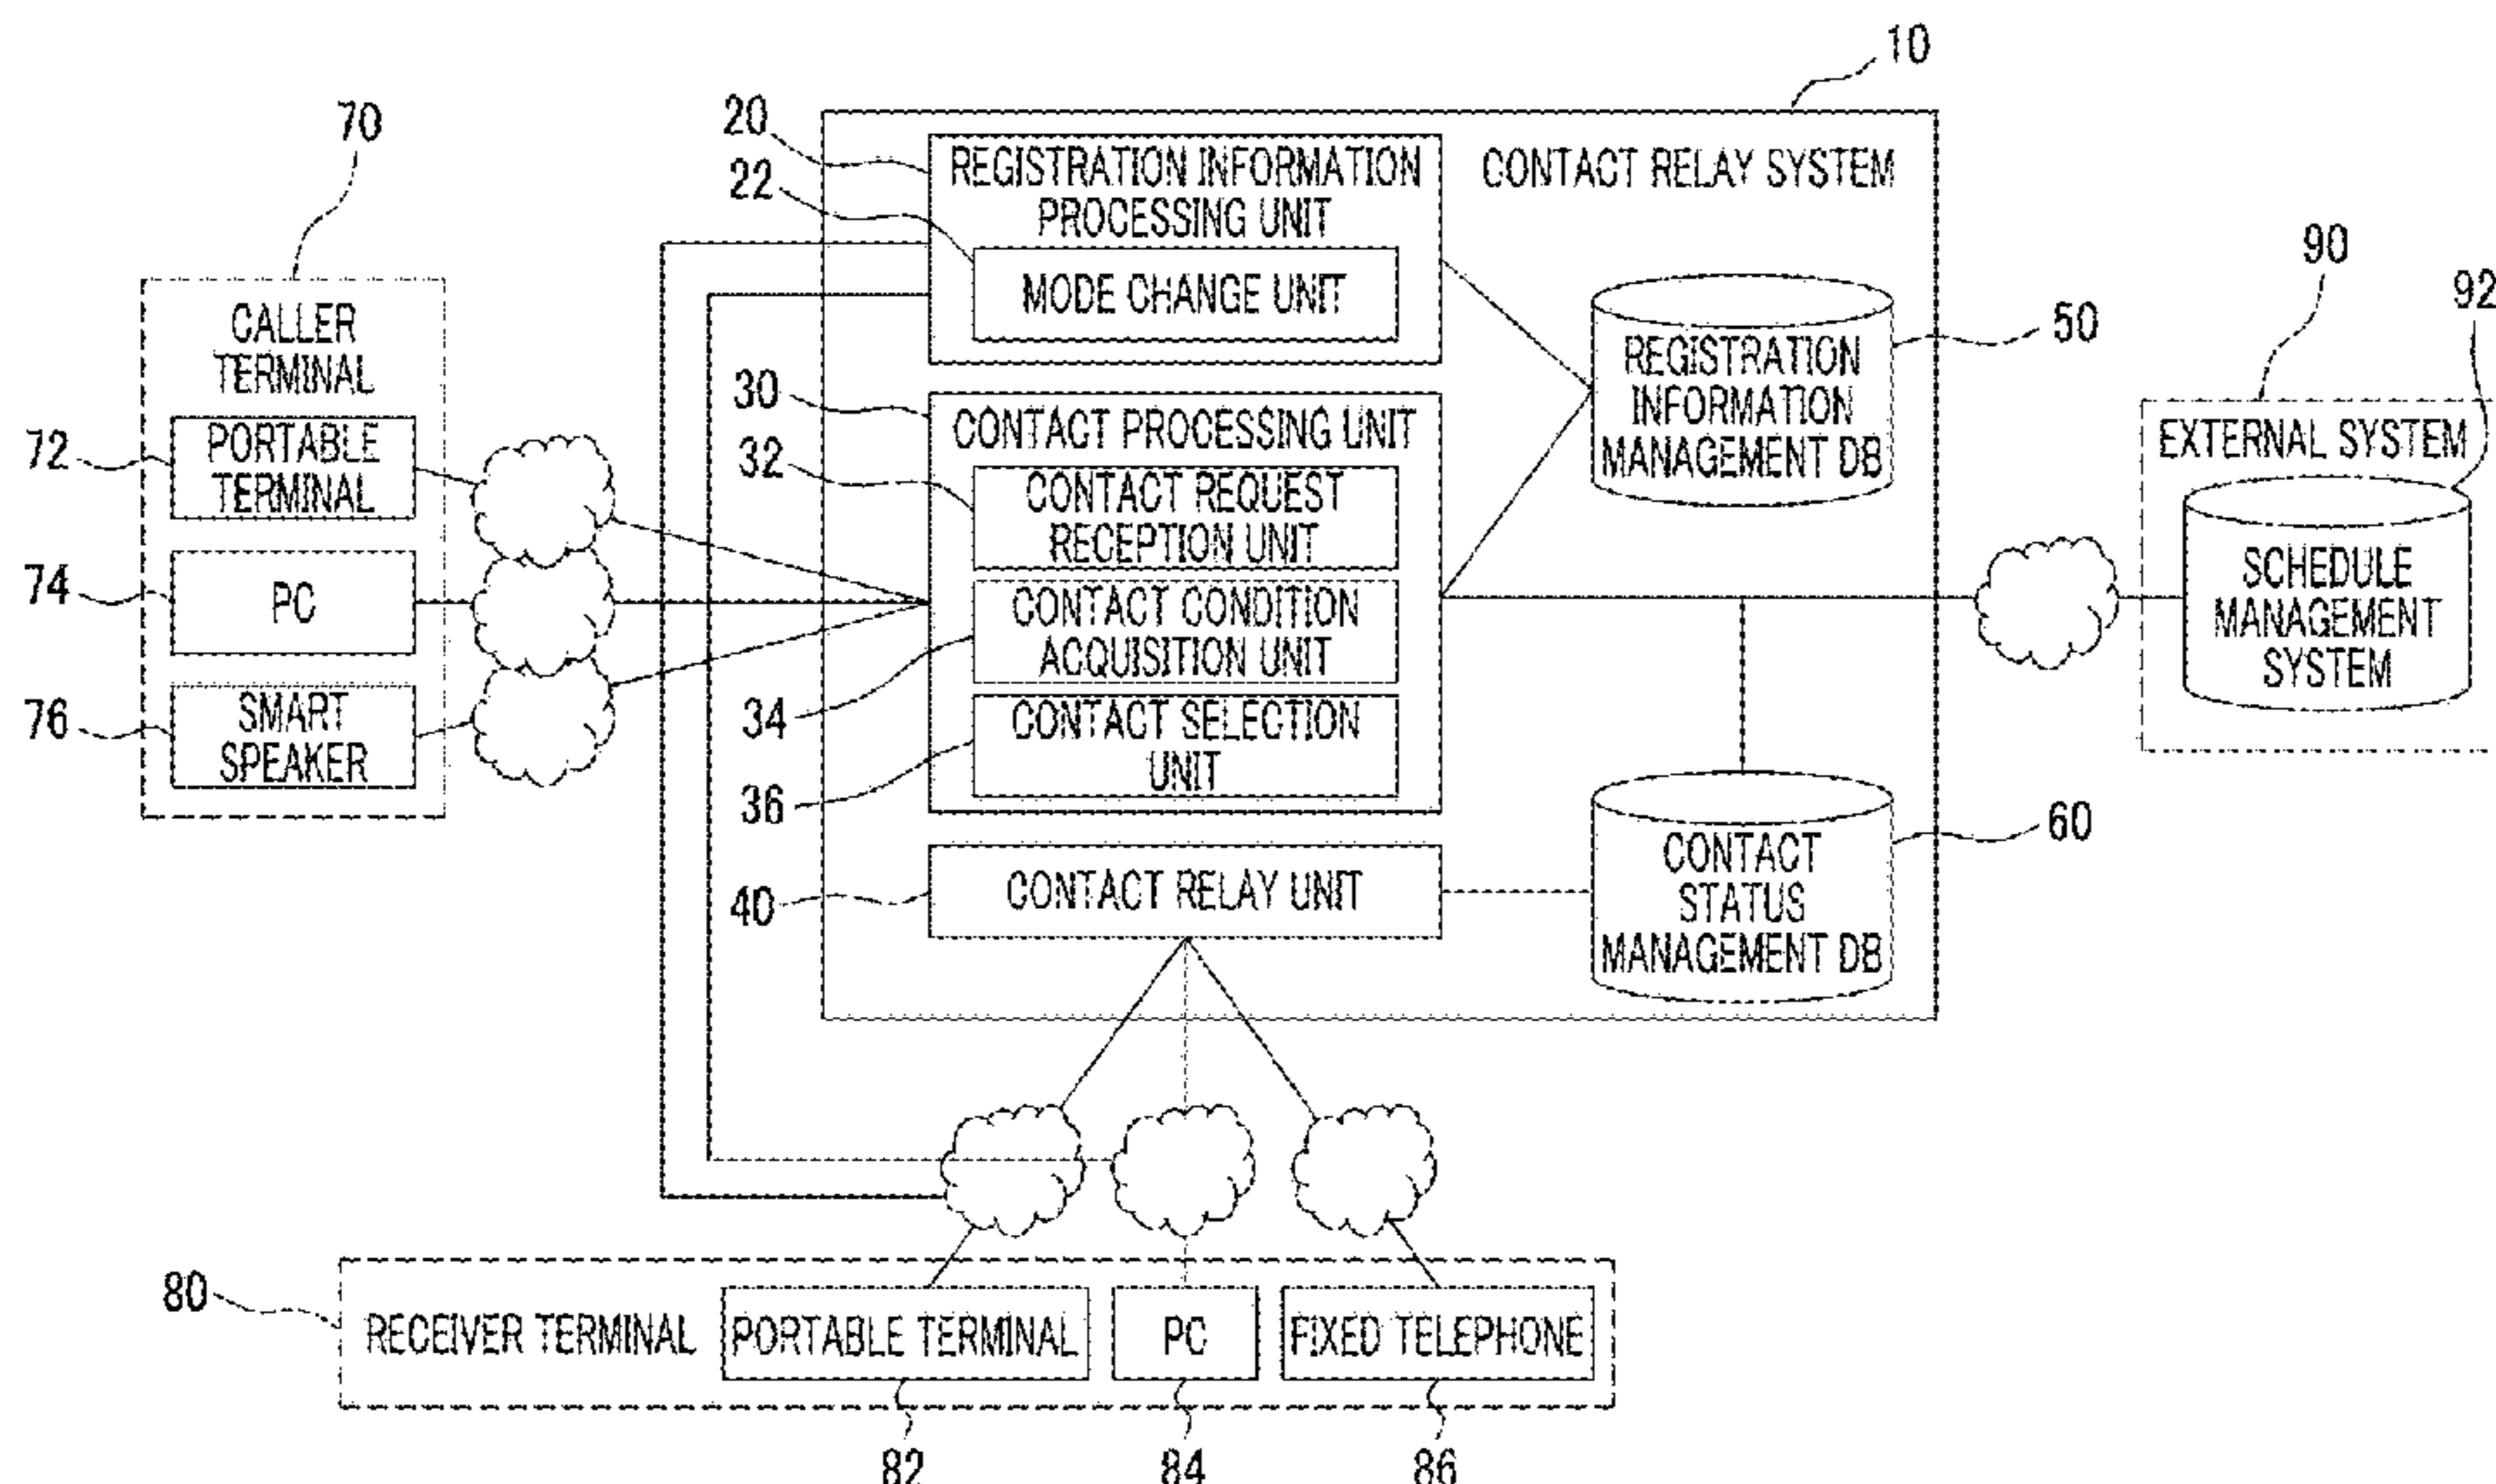 10
20
REGISTRATION INFORMATION
PROCESSING UNIT
CONTACT RELAY SYSTEM
70
22
MODE CHANGE UNIT
90
92
50
CALLER
TERMINAL
REGISTRATION
INFORMATION
MANAGEMENT DB
30
CONTACT PROCESSING UNIT
EXTERNAL SYSTEM
72
PORTABLE
TERMINAL
32
CONTACT REQUEST
RECEPTION UNIT
74
PC
CONTACT CONDITION
ACQUISITION UNIT
34
SCHEDULE
MANAGEMENT
SYSTEM
76
SMART
SPEAKER
CONTACT SELECTION
UNIT
36
60
CONTACT
STATUS
MANAGEMENT DB
40
CONTACT RELAY UNIT
80
RECEIVER TERMINAL
PORTABLE TERMINAL
PC
FIXED TELEPHONE
82
84
86